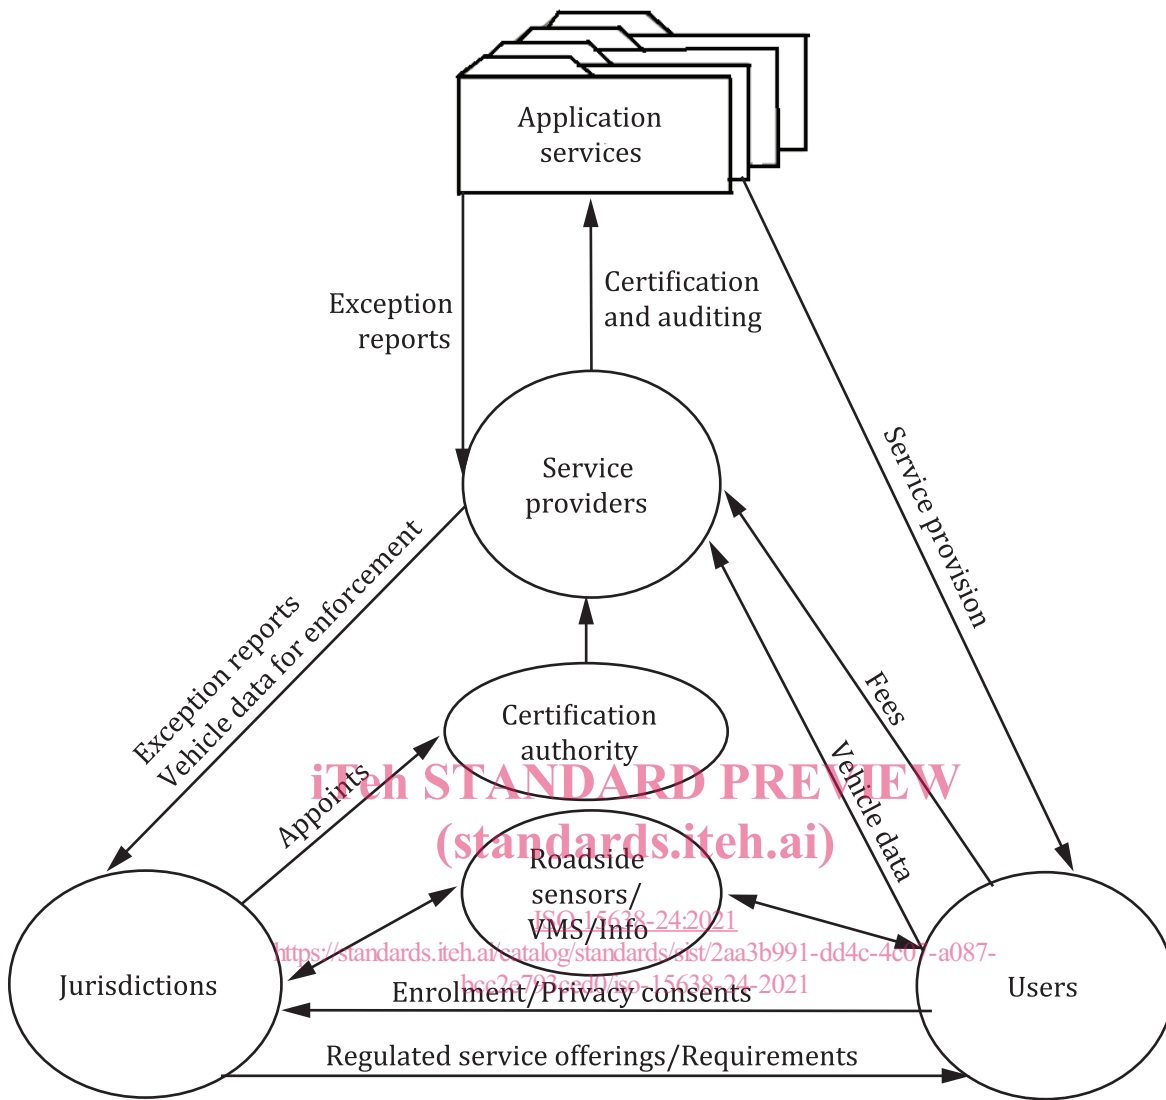 Application
services
Exception
reports
Certification
and auditing
Service
providers
Service provision
Exception reports
Vehicle data for enforcement
Fees
Certification
authority
Vehicle data
Appoints
iTeh STANDARD PREVIEW
(standards.iteh.ai)
Roadside
sensors/
VMS/Info
ISO 15638-24:2021
https://standards.iteh.ai/catalog/standards/sist/2aa3b991-dd4c-4c07-a087-
bcc2e793ccd0/iso-15638-24-2021
Jurisdictions
Enrolment/Privacy consents
Users
Regulated service offerings/Requirements